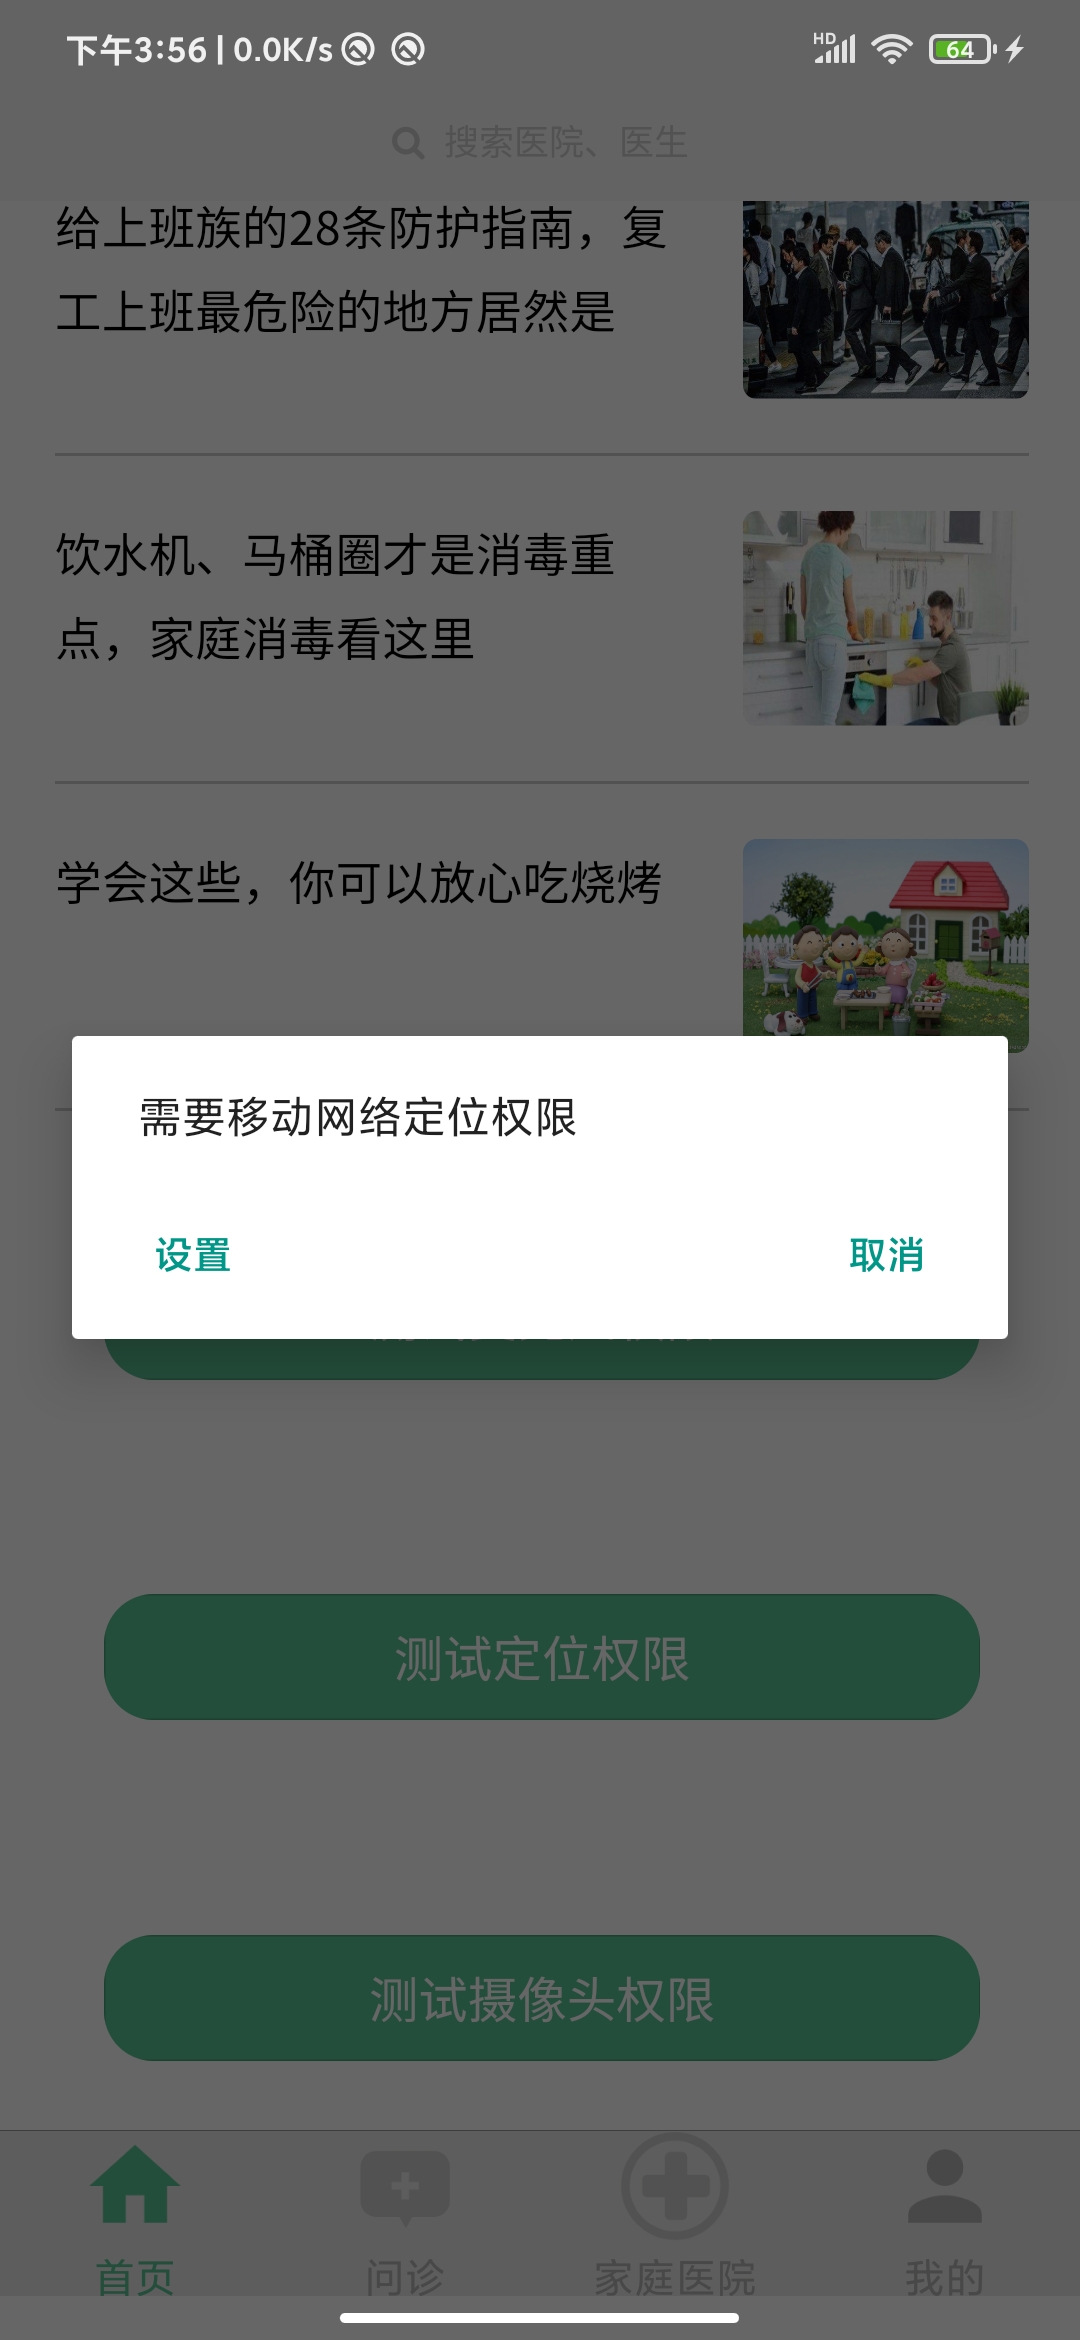 下午3:56 | 0.0K/s
HD
64
搜索医院、医生
给上班族的28条防护指南，复
工上班最危险的地方居然是
饮水机、马桶圈才是消毒重
点，家庭消毒看这里
学会这些，你可以放心吃烧烤
需要移动网络定位权限
设置
取消
测试定位权限
测试摄像头权限
首页
问诊
家庭医院
我的